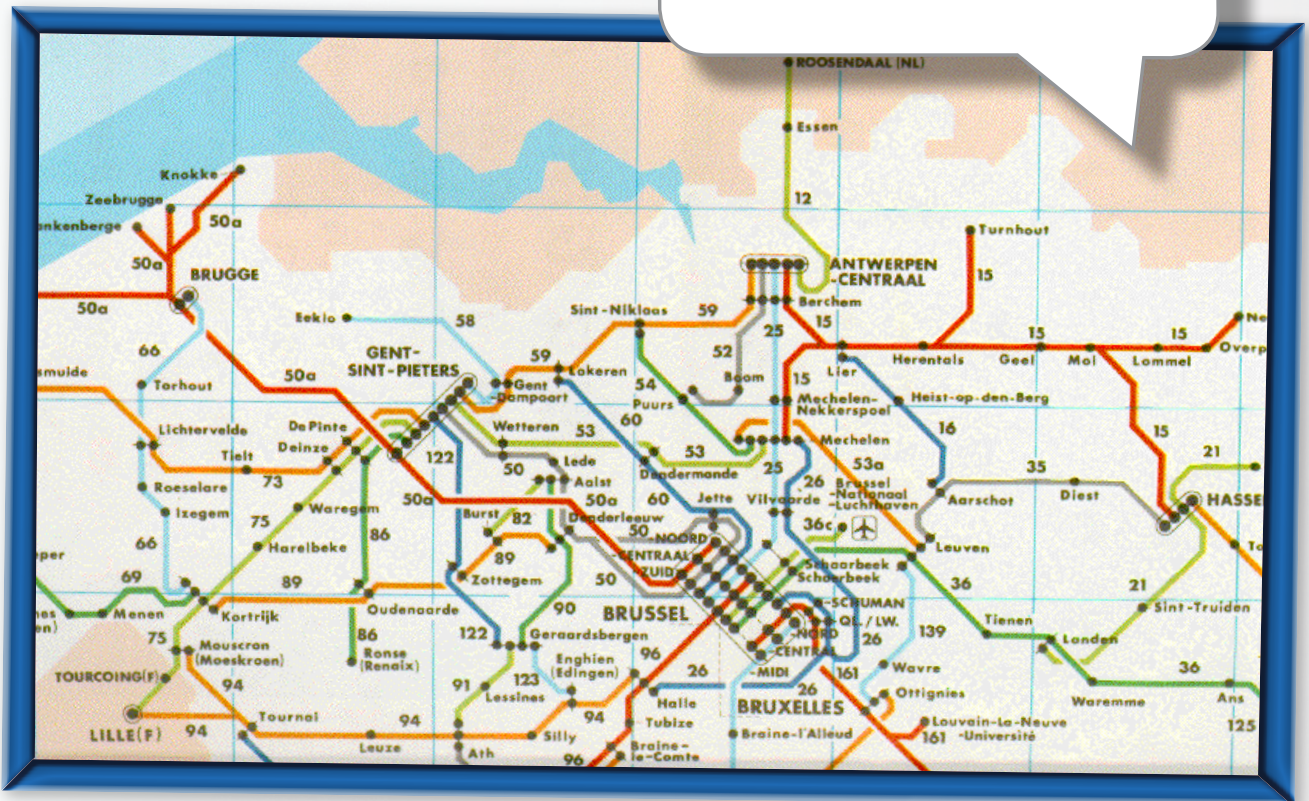 ROOSENDAAL (NL)
Essen
12
Knokke
Zeebrugge
ankenberge
50a
50a
BRUGGE
50a
Turnhout
15
ANTWERPEN
-CENTRAAL
Berchem
Eeklo
58
Sint-Niklaas
59
25
15
15
15
Ne
Overp
66
GENT-
SINT-PIETERS
59
52
Herentals
Geel
Mol
Lommel
smuide
Torhout
50a
Gent
-Dampoort
Lokeren
54
Boom
15
Lier
Puurs
Mechelen-
Nekkerspoel
Heist-op-den-Berg
60
Lichtervelde
De Pinte
Deinze
Wetteren
53
Mechelen
16
15
Tielt
122
50
Lede
53
Dendermonde
25
26
53a
21
73
Roeselare
50a
Aalst
50a
60
Jette
Vilvoorde
Brussel
-Nationaal
-Luchthaven
Aarschot
35
Diest
HASSE
Izegem
Waregem
Burst
82
Denderleeuw
50
36c
75
86
89
-NOORD
-CENTRAAL
-ZUID
Leuven
To
66
Harelbeke
Schaarbeek
Schaerbeek
uper
69
89
Zottegem
50
36
21
nes
en)
Menen
Kortrijk
Oudenaarde
90
BRUSSEL
-SCHUMAN
QL./LW.
Sint-Truiden
75
Mouscron
(Moeskroen)
86
122
Geraardsbergen
-NORD
-CENTRAL
26
139
Tienen
Landen
Ronse
(Renaix)
Enghien
(Edingen)
96
26
-MIDI
161
Wavre
36
TOURCOING(F)
94
91
123
Lessines
Halle
26
Ottignies
Waremme
Ans
LILLE(F)
94
Tournai
94
94
Tubize
BRUXELLES
Louvain-La-Neuve
-Université
161
125
Leuze
Silly
Ath
96
Braine-
le-Comte
Braine-l'Alleud